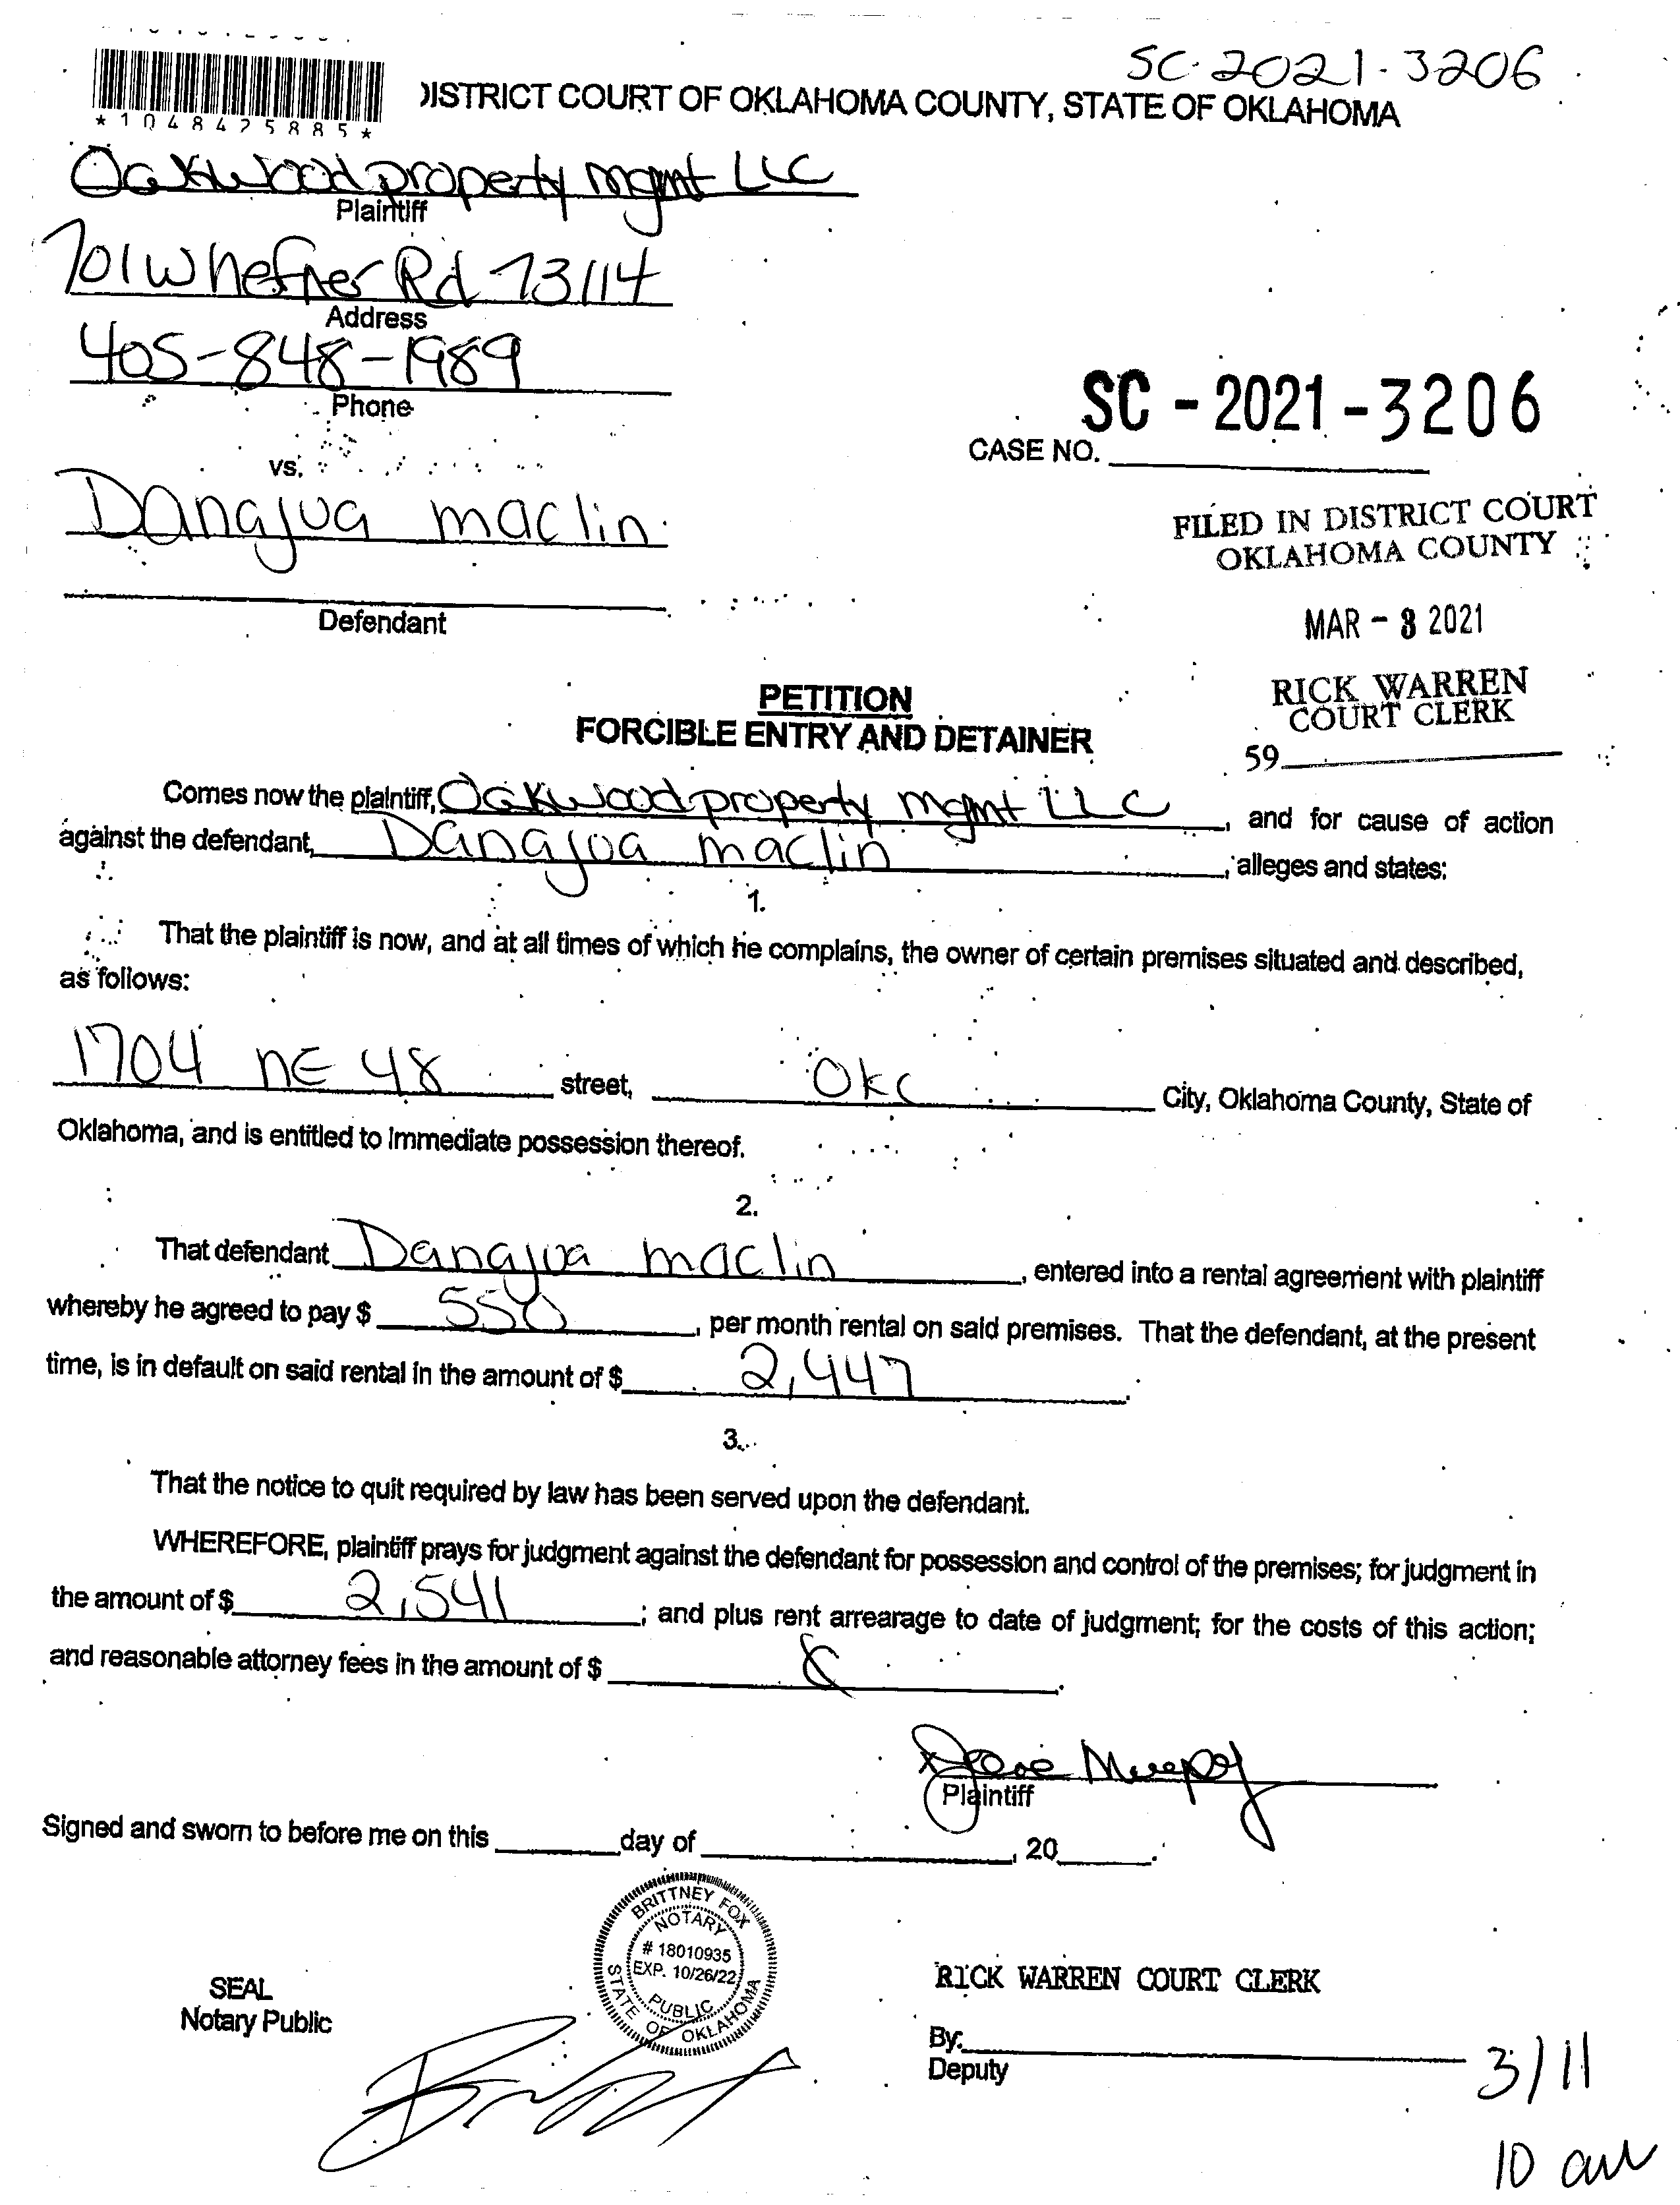 SC-2021-3206
*1048425885*
DISTRICT COURT OF OKLAHOMA COUNTY, STATE OF OKLAHOMA
Oakwood property mgmt LLC
Plaintiff
701 W hefner Rd 73114
Address
405-848-1989
Phone
SC - 2021 - 3206
CASE NO.
vs.
Danajua maclin
Defendant
FILED IN DISTRICT COURT
OKLAHOMA COUNTY
MAR - 8 2021
RICK WARREN
COURT CLERK
59
PETITION
FORCIBLE ENTRY AND DETAINER
Comes now the plaintiff, Oakwood property mgmt LLC, and for cause of action
against the defendant, Danajua maclin, alleges and states:
1.
That the plaintiff is now, and at all times of which he complains, the owner of certain premises situated and described,
as follows:
1704 NE 48 street, Okc City, Oklahoma County, State of
Oklahoma, and is entitled to immediate possession thereof.
2.
That defendant Danajua maclin, entered into a rental agreement with plaintiff
whereby he agreed to pay $ 550, per month rental on said premises. That the defendant, at the present
time, is in default on said rental in the amount of $ 2,447.
3.
That the notice to quit required by law has been served upon the defendant.
WHEREFORE, plaintiff prays for judgment against the defendant for possession and control of the premises; for judgment in
the amount of $ 2,541; and plus rent arrearage to date of judgment; for the costs of this action;
and reasonable attorney fees in the amount of $
Plaintiff
Signed and sworn to before me on this day of, 20.
BRITTNEY FOX
NOTARY
# 18010935
EXP. 10/26/22
PUBLIC
STATE OF OKLAHOMA
SEAL
Notary Public
RICK WARREN COURT CLERK
By:
Deputy
3/11
10 am